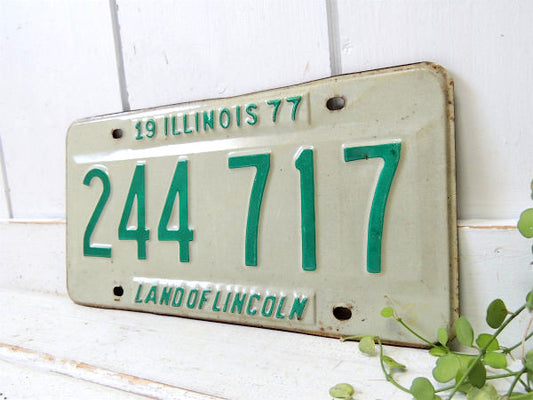 19 ILLINOIS 77
244 717
LAND OF LINCOLN